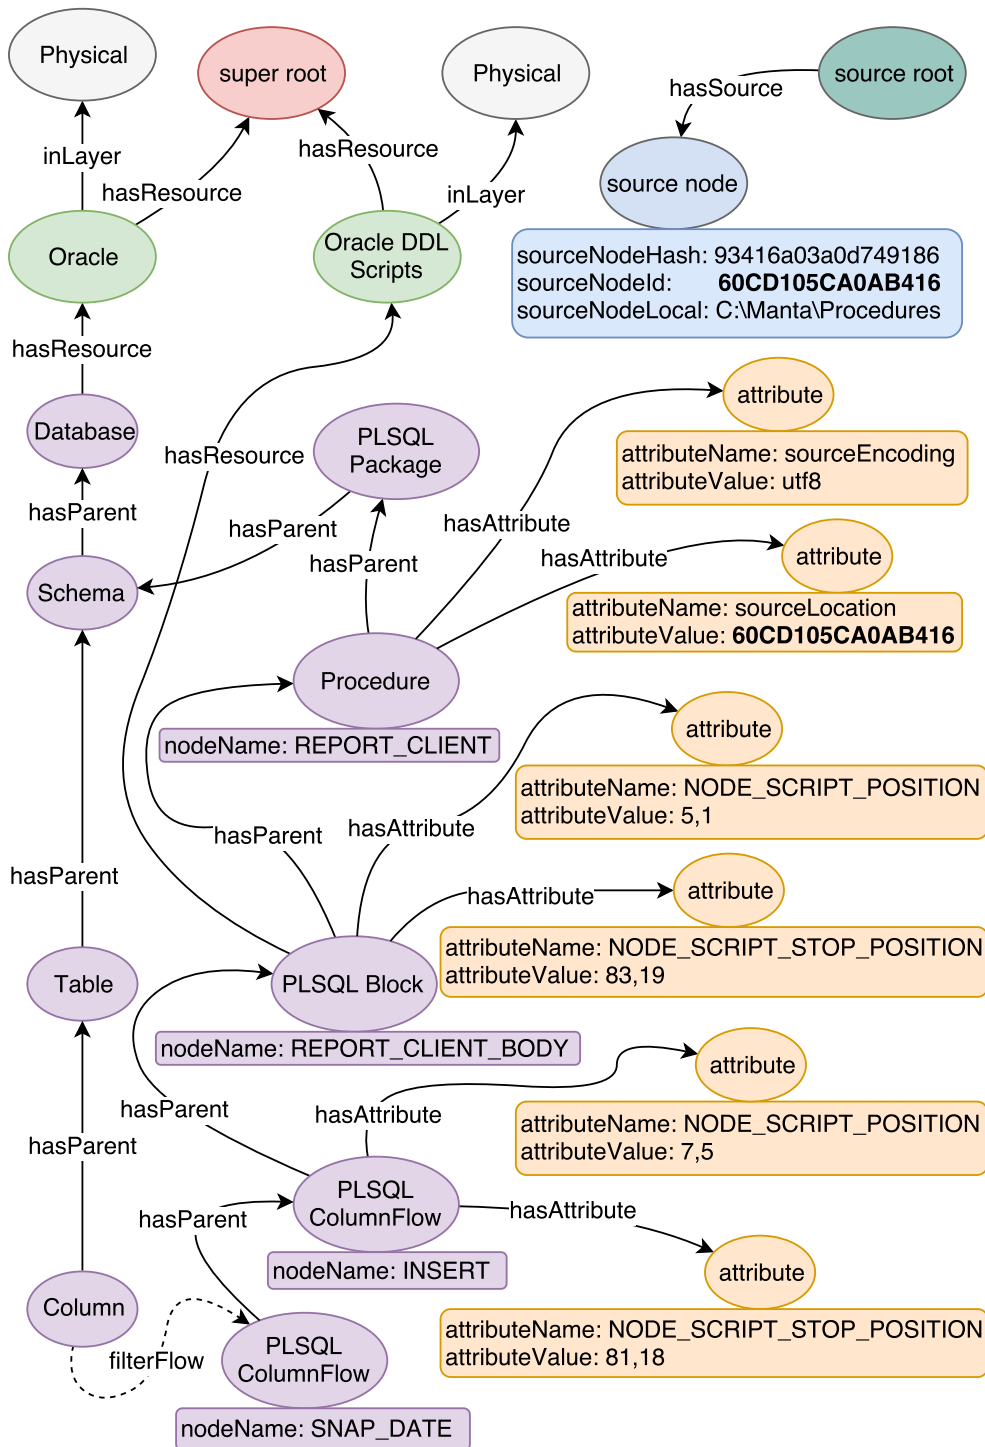 Physical
super root
Physical
source root
hasSource
inLayer
hasResource
hasResource
inLayer
source node
Oracle
Oracle DDL
Scripts
sourceNodeHash: 93416a03a0d749186
sourceNodeId: 60CD105CA0AB416
sourceNodeLocal: C:\Manta\Procedures
hasResource
Database
hasResource
PLSQL
Package
attribute
attributeName: sourceEncoding
attributeValue: utf8
hasParent
hasParent
hasAttribute
hasParent
hasAttribute
attribute
Schema
attributeName: sourceLocation
attributeValue: 60CD105CA0AB416
Procedure
nodeName: REPORT_CLIENT
attribute
attributeName: NODE_SCRIPT_POSITION
attributeValue: 5,1
hasParent
hasAttribute
hasParent
hasAttribute
attribute
attributeName: NODE_SCRIPT_STOP_POSITION
attributeValue: 83,19
Table
PLSQL Block
nodeName: REPORT_CLIENT_BODY
attribute
attributeName: NODE_SCRIPT_POSITION
attributeValue: 7,5
hasParent
hasAttribute
hasParent
PLSQL
ColumnFlow
hasParent
hasAttribute
nodeName: INSERT
attribute
Column
attributeName: NODE_SCRIPT_STOP_POSITION
attributeValue: 81,18
filterFlow
PLSQL
ColumnFlow
nodeName: SNAP_DATE